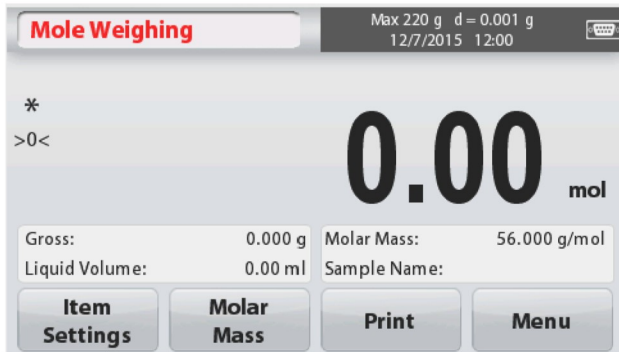 Mole Weighing
Max 220 g d = 0.001 g
12/7/2015 12:00
*
>0<
0.00 mol
Gross: 0.000 g
Liquid Volume: 0.00 ml
Molar Mass: 56.000 g/mol
Sample Name:
Item
Settings
Molar
Mass
Print
Menu